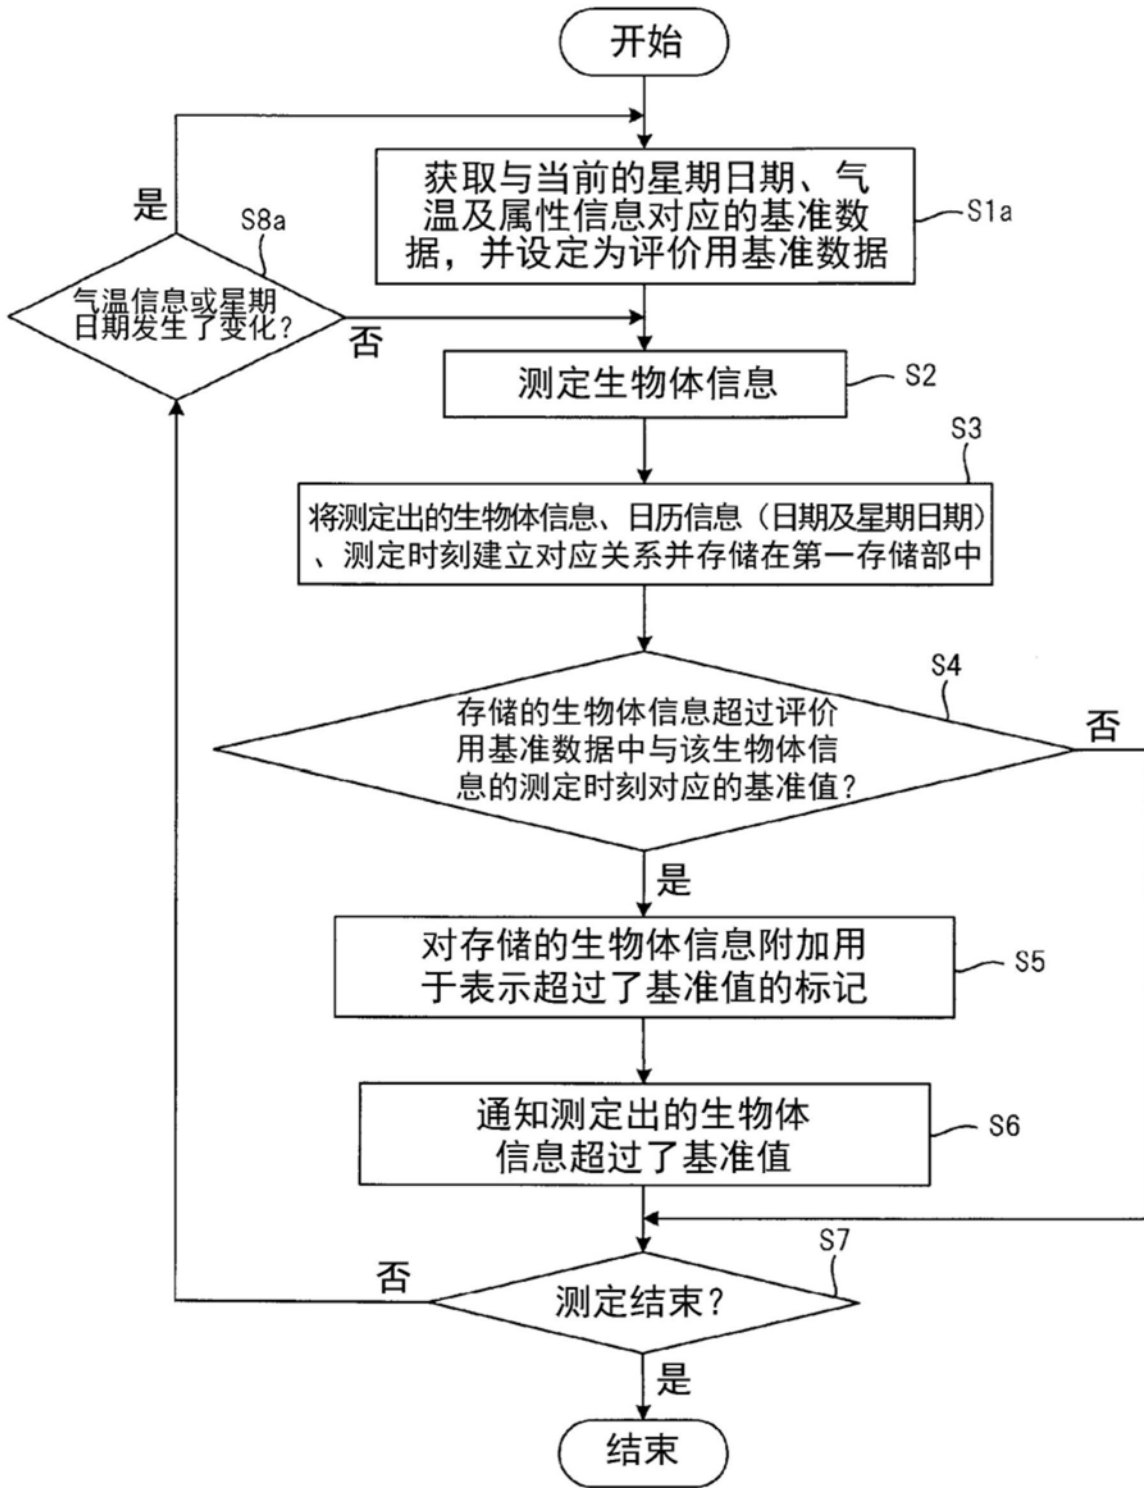 开始
获取与当前的星期日期、气
温及属性信息对应的基准数
据，并设定为评价用基准数据
S1a
是
S8a
气温信息或星期
日期发生了变化？
否
测定生物体信息
S2
S3
将测定出的生物体信息、日历信息（日期及星期日期）
、测定时刻建立对应关系并存储在第一存储部中
S4
存储的生物体信息超过评价
用基准数据中与该生物体信
息的测定时刻对应的基准值？
否
是
对存储的生物体信息附加用
于表示超过了基准值的标记
S5
通知测定出的生物体
信息超过了基准值
S6
S7
否
测定结束？
是
结束